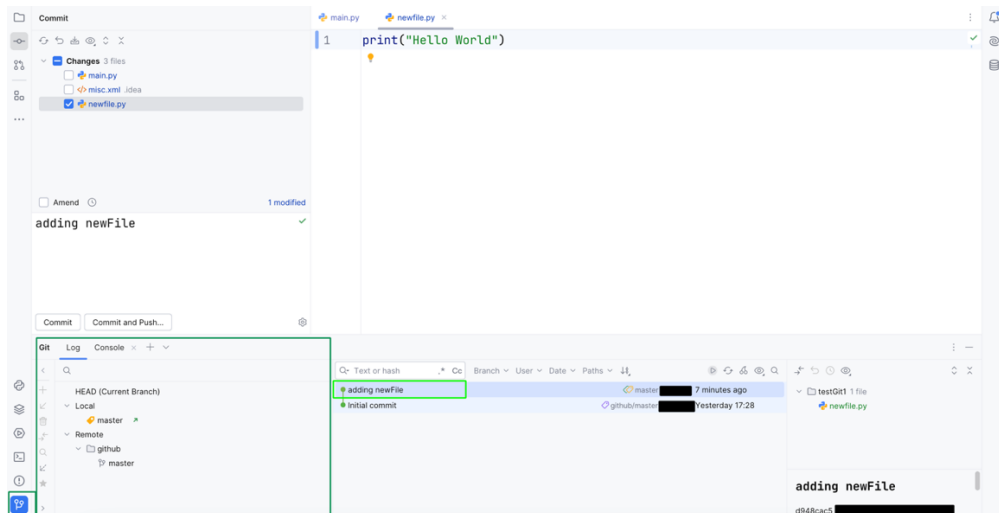 Commit
Changes 3 files
main.py
misc.xml .idea
newfile.py
Amend
1 modified
adding newFile
Commit
Commit and Push...
main.py
newfile.py
1
print("Hello World")
Git
Log
Console
HEAD (Current Branch)
Local
master
Remote
github
master
Text or hash
.*
Cc
Branch
User
Date
Paths
adding newFile
master
7 minutes ago
Initial commit
github/master
Yesterday 17:28
testGit1 1 file
newfile.py
adding newFile
d948cac5